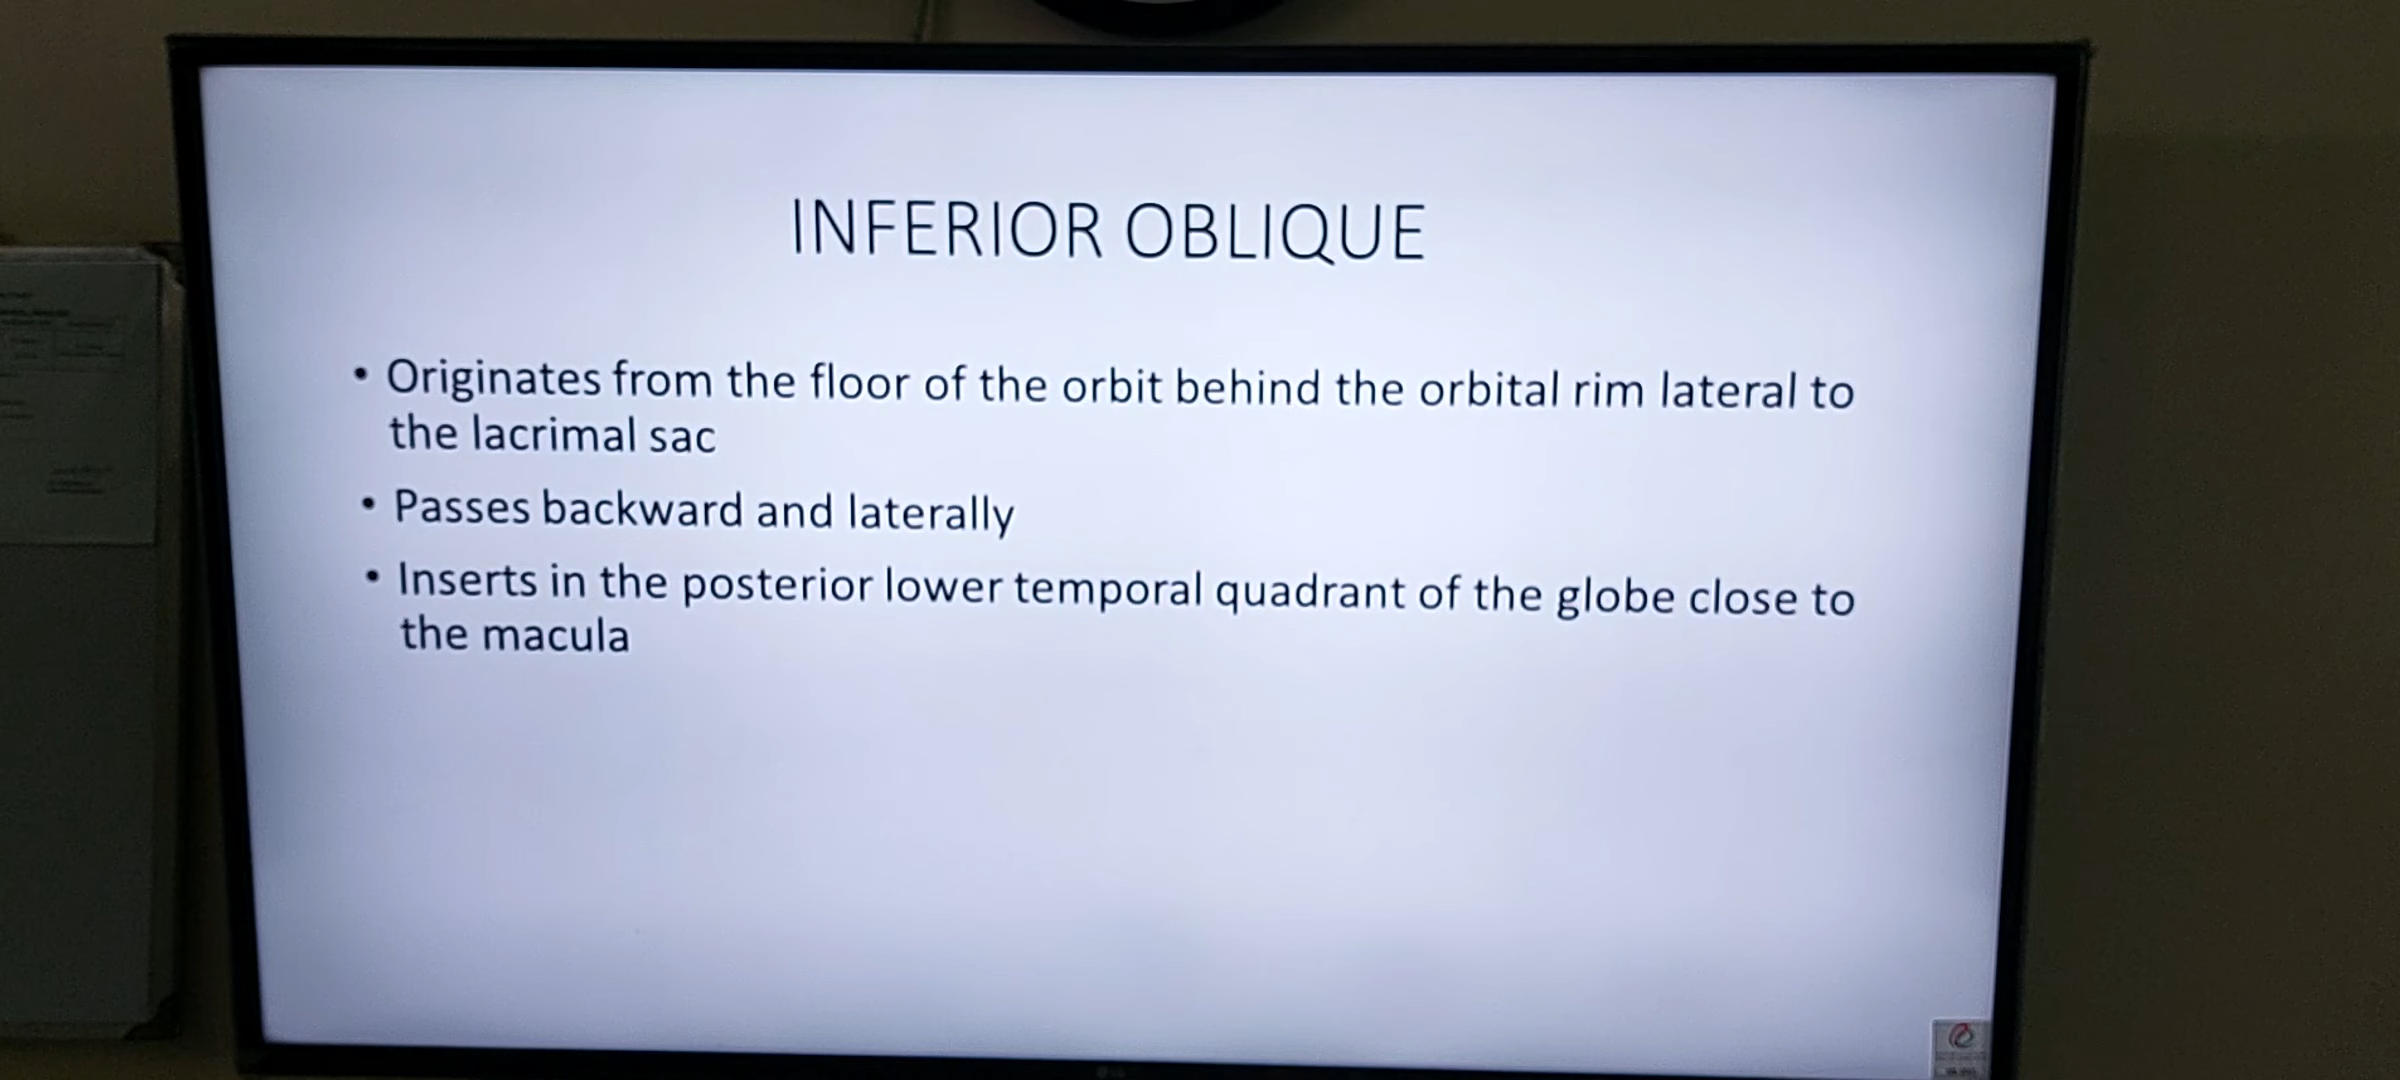 INFERIOR OBLIQUE
• Originates from the floor of the orbit behind the orbital rim lateral to
the lacrimal sac
• Passes backward and laterally
• Inserts in the posterior lower temporal quadrant of the globe close to
the macula